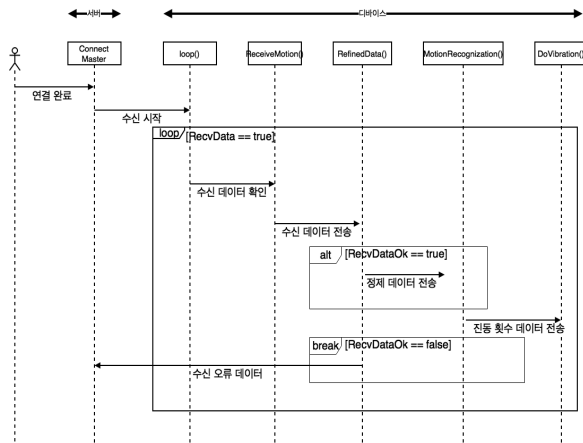 서버
디바이스
Connect
Master
loop()
ReceiveMotion()
RefinedData()
MotionRecognization()
DoVibration()
연결 완료
수신 시작
loop
[RecvData == true]
수신 데이터 확인
수신 데이터 전송
alt
[RecvDataOk == true]
정제 데이터 전송
진동 횟수 데이터 전송
break
[RecvDataOk == false]
수신 오류 데이터